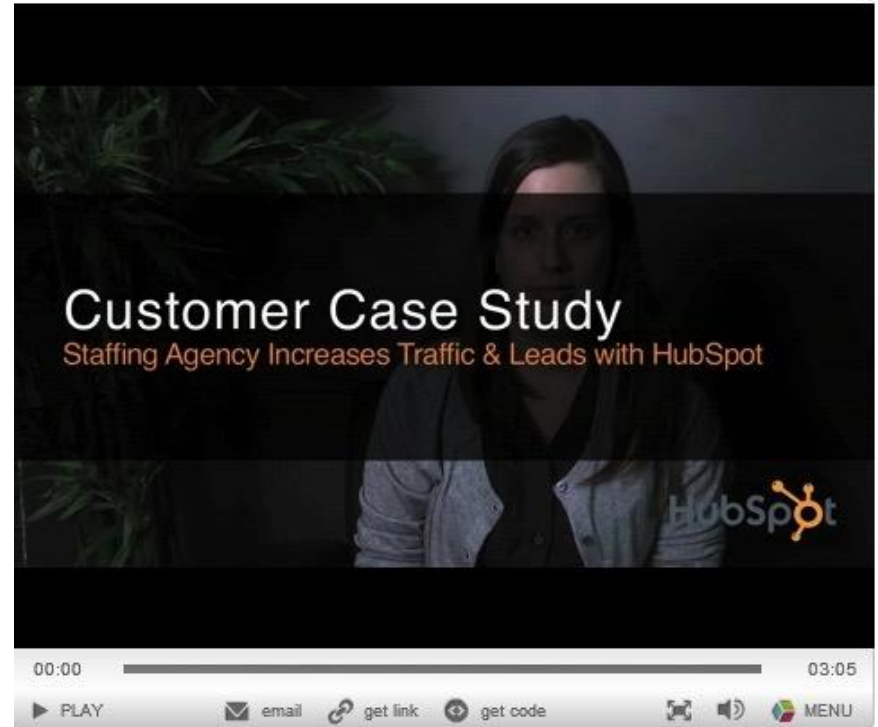 Customer Case Study
Staffing Agency Increases Traffic & Leads with HubSpot
HubSpot
00:00 03:05
PLAY email get link get code MENU